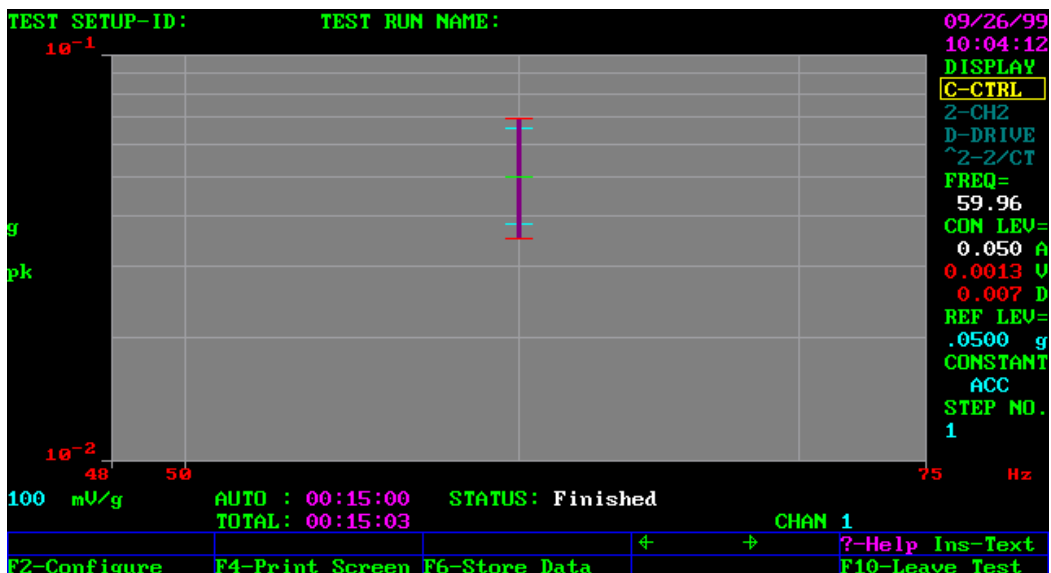 TEST SETUP-ID: TEST RUN NAME: 09/26/99
10:04:12
10-1
DISPLAY
C-CTRL
2-CH2
D-DRIVE
^2-2/CT
FREQ=
59.96
g
CON LEV=
0.050 A
pk
0.0013 V
0.007 D
REF LEV=
.0500 g
CONSTANT
ACC
STEP NO.
1
10-2
48 50 75 Hz
100 mV/g AUTO : 00:15:00 STATUS: Finished
TOTAL: 00:15:03 CHAN 1
← → ?-Help Ins-Text
F2-Configure F4-Print Screen F6-Store Data F10-Leave Test